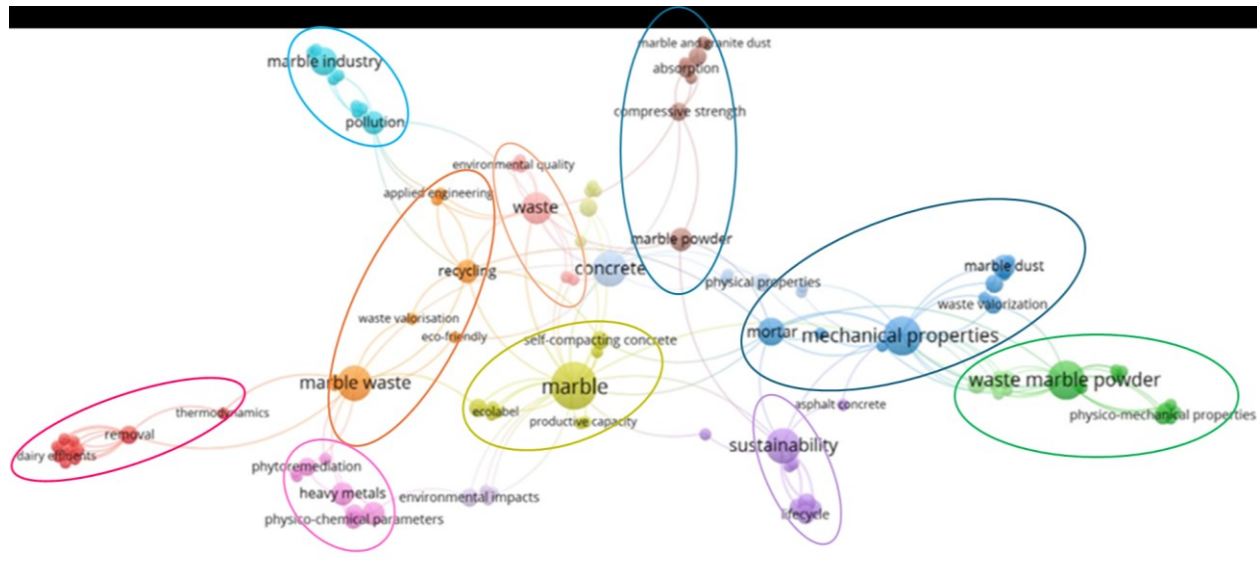 marble and granite dust
marble industry
absorption
compressive strength
pollution
environmental quality
applied engineering
waste
marble powder
concrete
recycling
marble dust
physical properties
waste valorization
waste valorisation
mortar
mechanical properties
eco-friendly
self-compacting concrete
marble waste
marble
waste marble powder
asphalt concrete
ecolabel
thermodynamics
productive capacity
physico-mechanical properties
removal
sustainability
dairy effluents
phytoremediation
heavy metals
environmental impacts
lifecycle
physico-chemical parameters